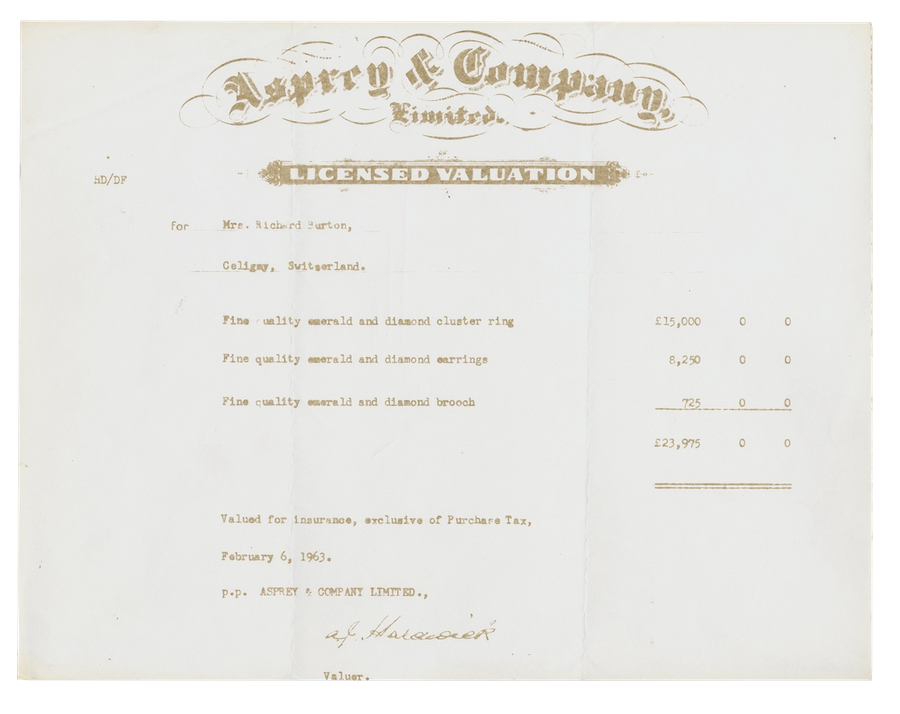 Asprey & Company
Limited.
LICENSED VALUATION
HD/DF
For Mrs. Richard Burton,
Celigny, Switzerland.
Fine quality emerald and diamond cluster ring £15,000 0 0
Fine quality emerald and diamond earrings 8,250 0 0
Fine quality emerald and diamond brooch 725 0 0
£23,975 0 0
Valued for insurance, exclusive of Purchase Tax,
February 6, 1963.
p.p. ASPREY & COMPANY LIMITED.,
Valuer.